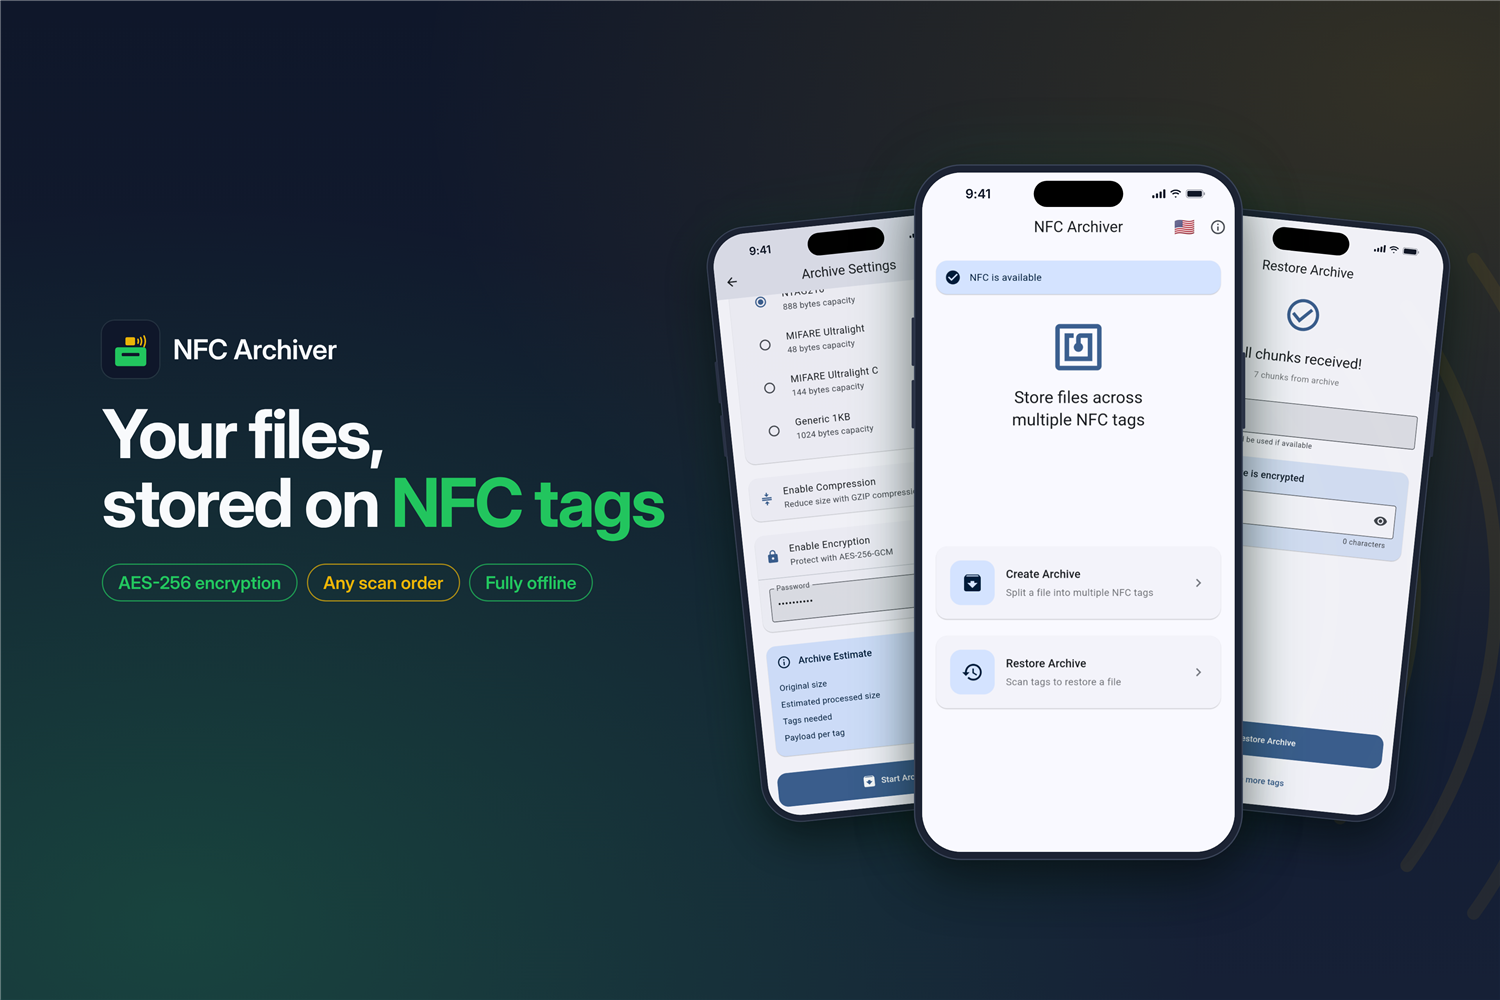 NFC Archiver
Your files,
stored on NFC tags
AES-256 encryption
Any scan order
Fully offline
9:41
Archive Settings
888 bytes capacity
MIFARE Ultralight
48 bytes capacity
MIFARE Ultralight C
144 bytes capacity
Generic 1KB
1024 bytes capacity
Enable Compression
Reduce size with GZIP
Enable Encryption
Protect with AES-256-GCM
Password
••••••••••
Archive Estimate
Original size
Estimated processed size
Tags needed
Payload per tag
Start
9:41
NFC Archiver
NFC is available
Store files across
multiple NFC tags
Create Archive
Split a file into multiple NFC tags
Restore Archive
Scan tags to restore a file
Restore Archive
chunks received!
7 chunks from archive
be used if available
is encrypted
0 characters
Archive
more tags